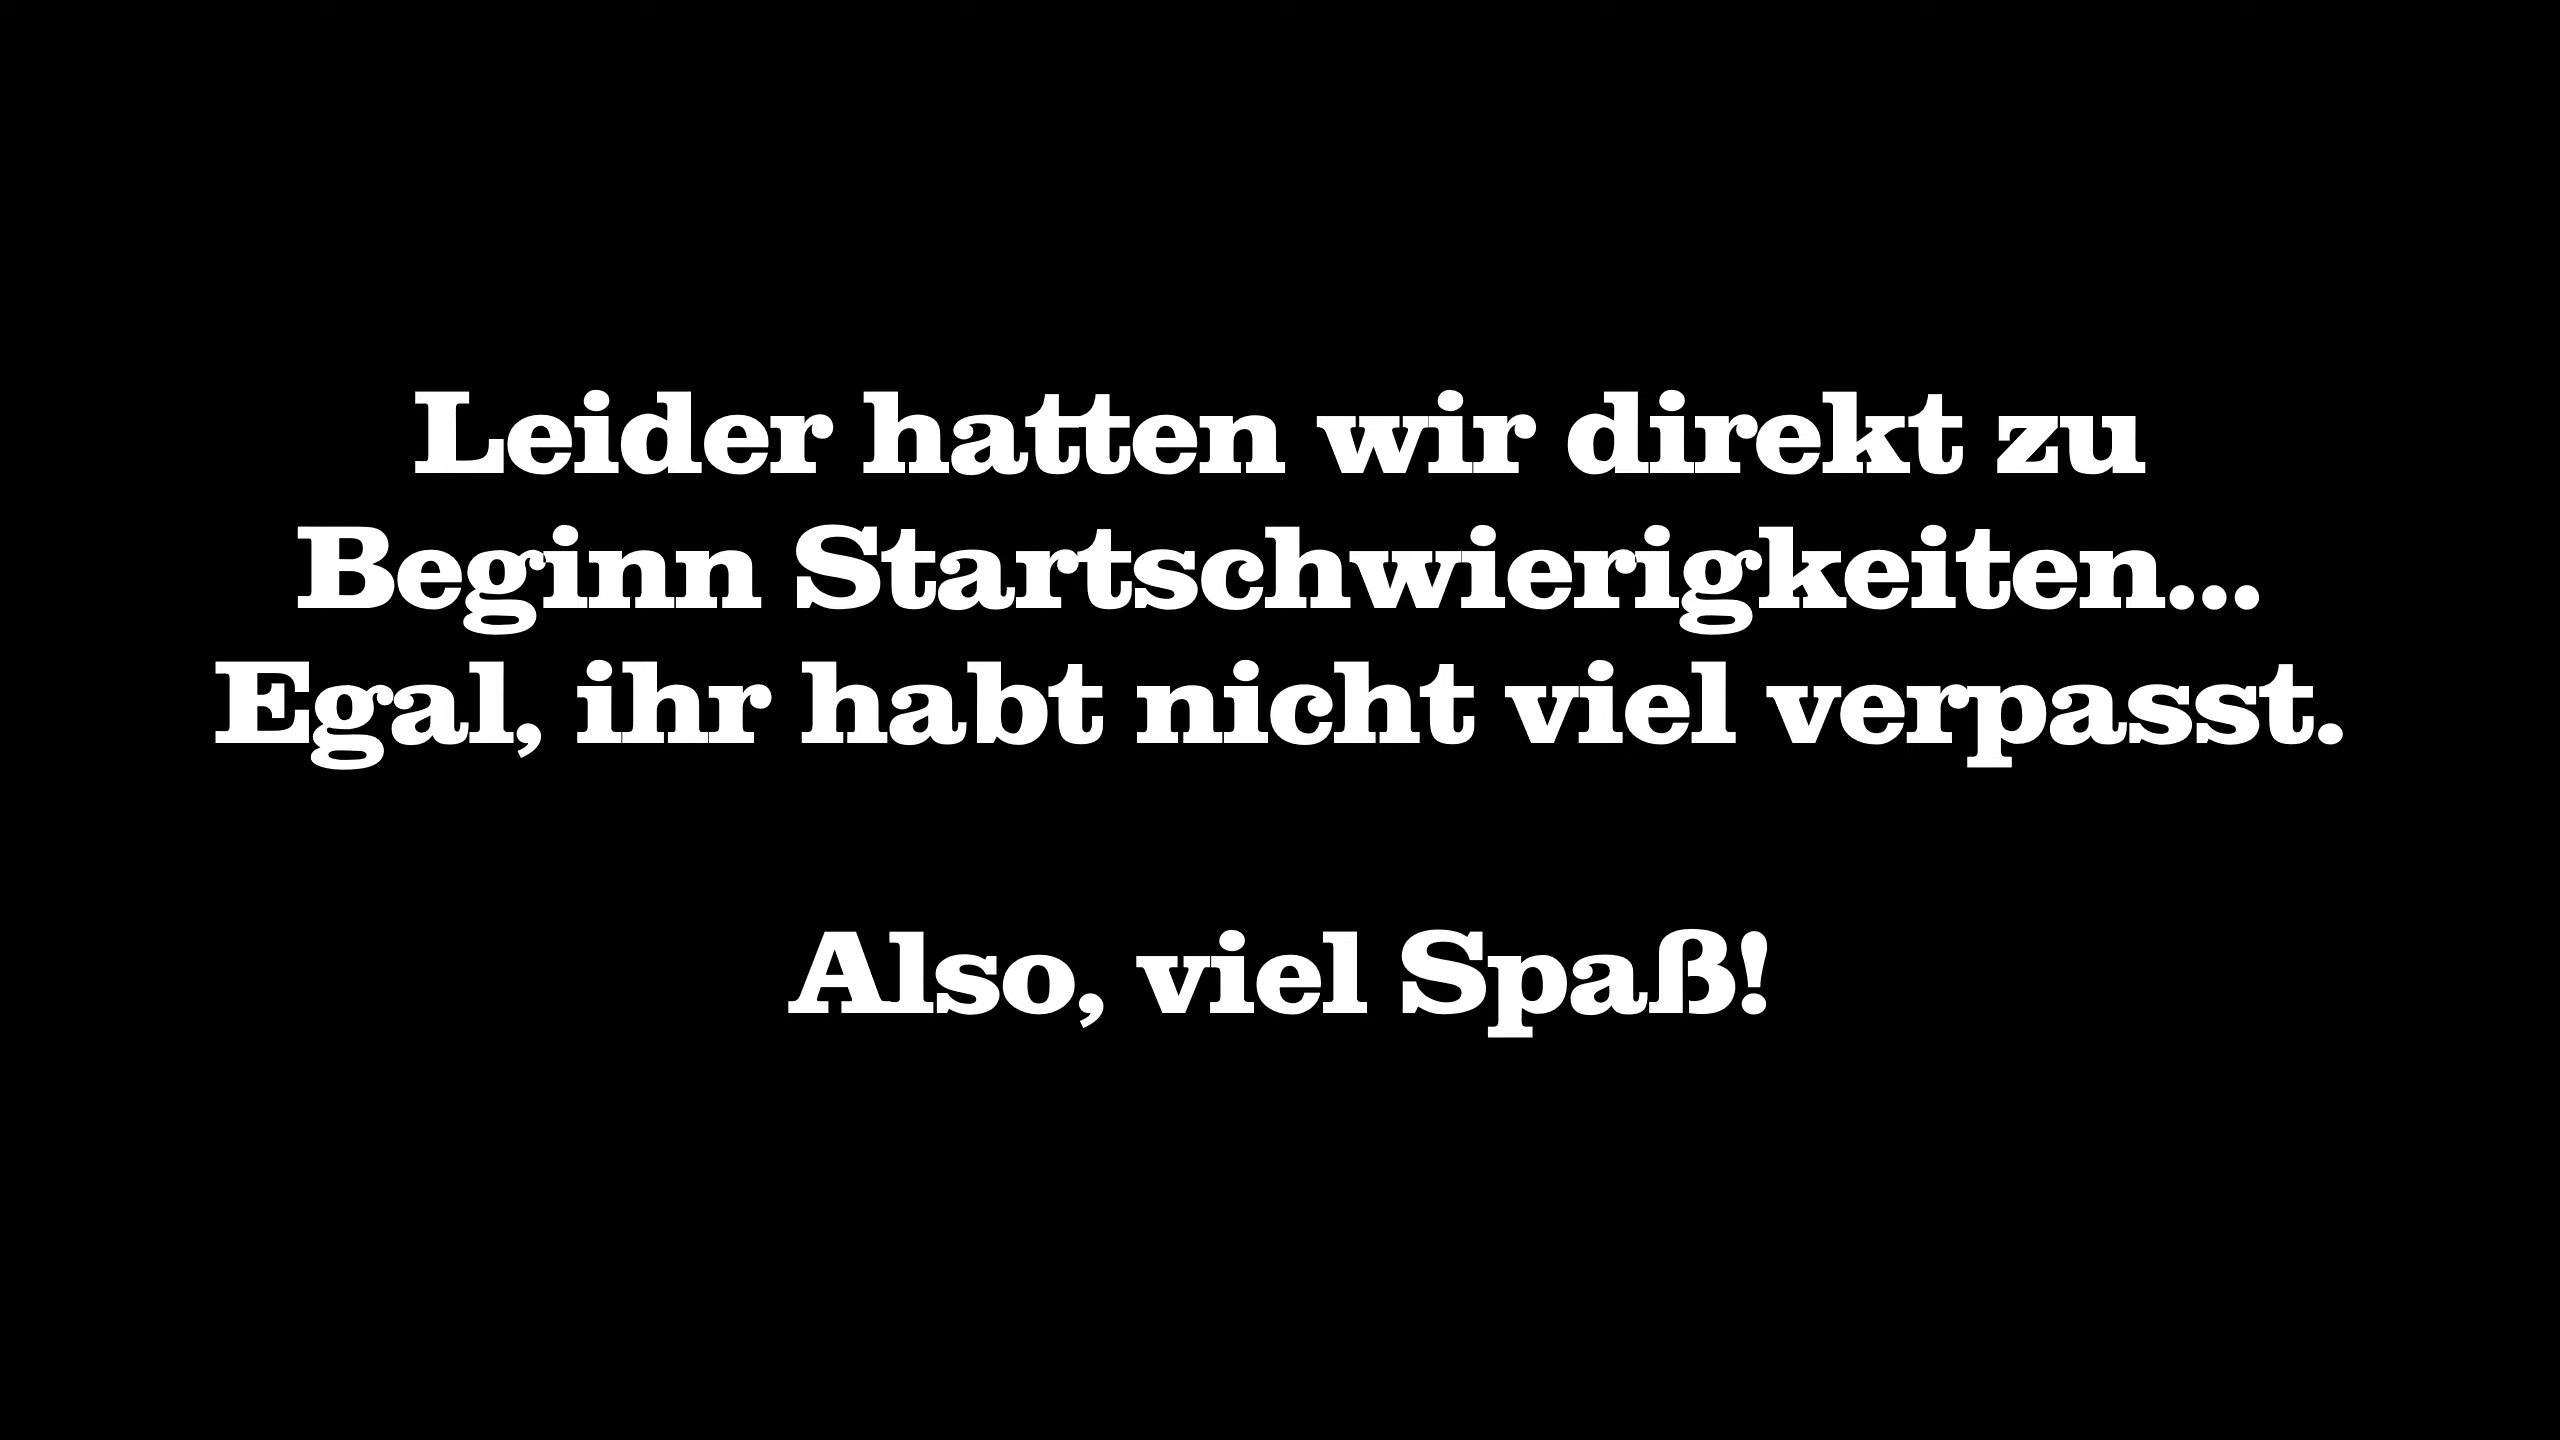 Leider hatten wir direkt zu
Beginn Startschwierigkeiten...
Egal, ihr habt nicht viel verpasst.
Also, viel Spaß!